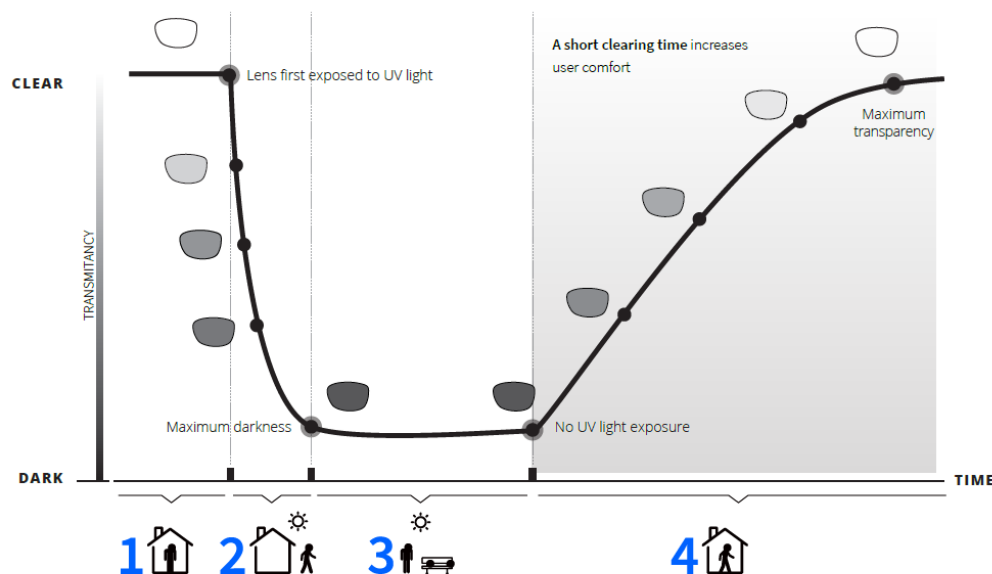 A short clearing time increases
user comfort
CLEAR
Lens first exposed to UV light
Maximum
transparency
TRANSMITANCY
Maximum darkness
No UV light exposure
DARK
TIME
1
2
3
4